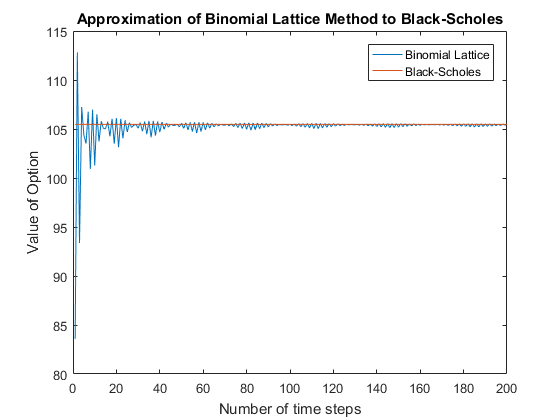 Approximation of Binomial Lattice Method to Black-Scholes
115
110
105
100
95
90
85
80
Value of Option
Binomial Lattice
Black-Scholes
0 20 40 60 80 100 120 140 160 180 200
Number of time steps